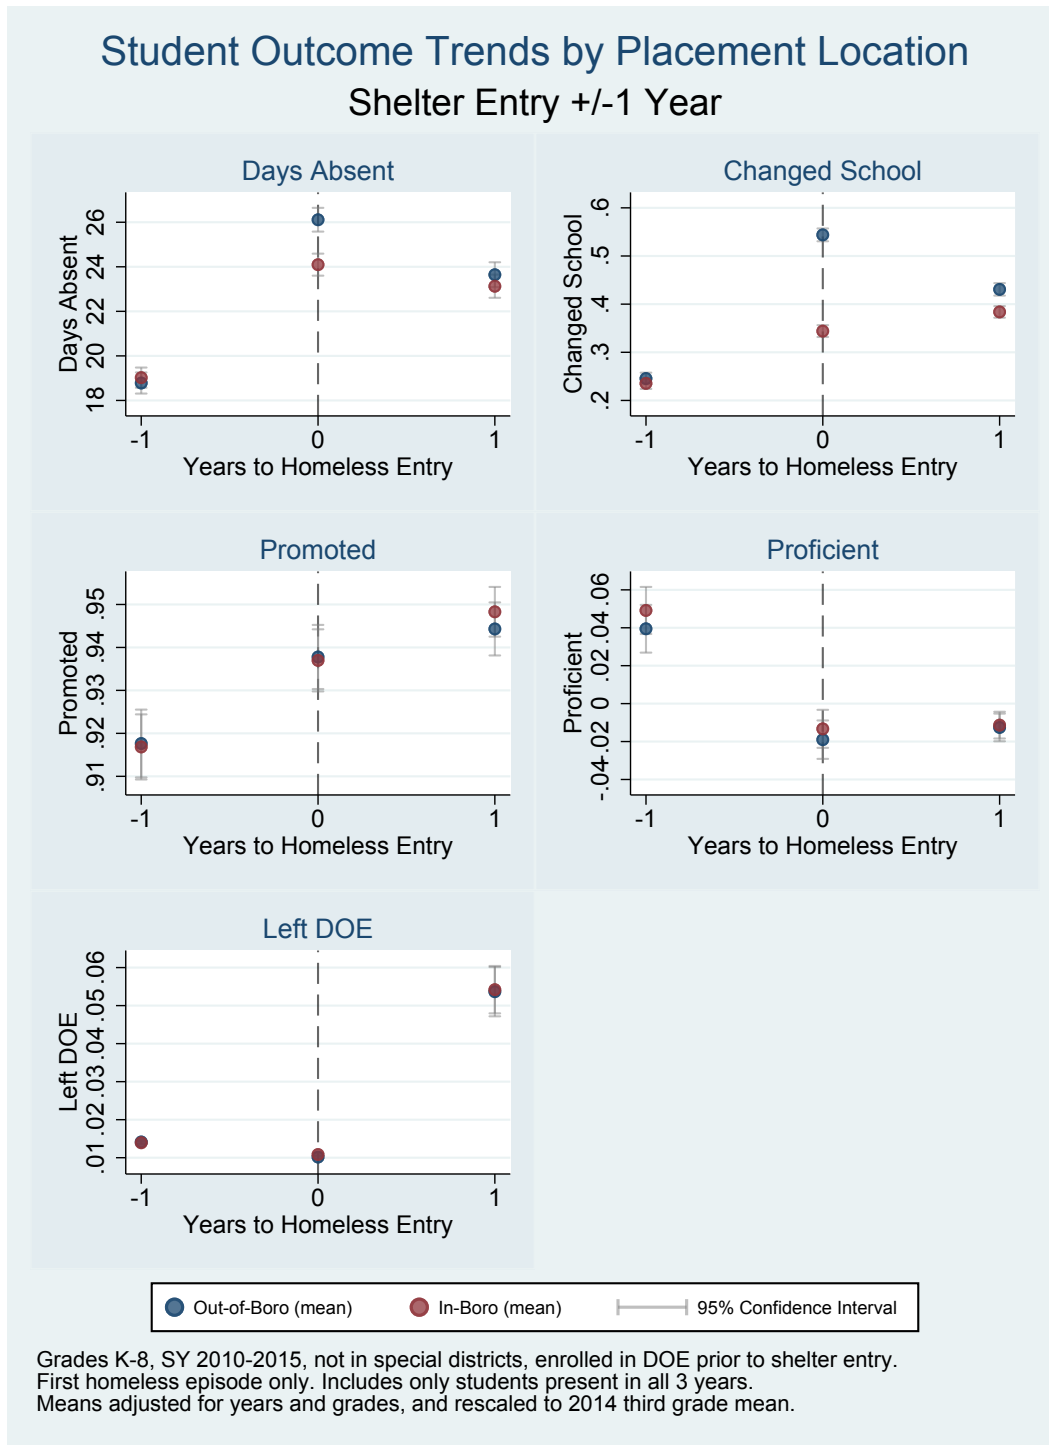 Student Outcome Trends by Placement Location
Shelter Entry +/-1 Year
Days Absent
Days Absent
26
24
22
20
18
-1 0 1
Years to Homeless Entry
Changed School
Changed School
.6
.5
.4
.3
.2
-1 0 1
Years to Homeless Entry
Promoted
Promoted
.95
.94
.93
.92
.91
-1 0 1
Years to Homeless Entry
Proficient
Proficient
.06
.04
.02
0
-.02
-.04
-1 0 1
Years to Homeless Entry
Left DOE
Left DOE
.06
.05
.04
.03
.02
.01
-1 0 1
Years to Homeless Entry
Out-of-Boro (mean) In-Boro (mean) 95% Confidence Interval
Grades K-8, SY 2010-2015, not in special districts, enrolled in DOE prior to shelter entry.
First homeless episode only. Includes only students present in all 3 years.
Means adjusted for years and grades, and rescaled to 2014 third grade mean.